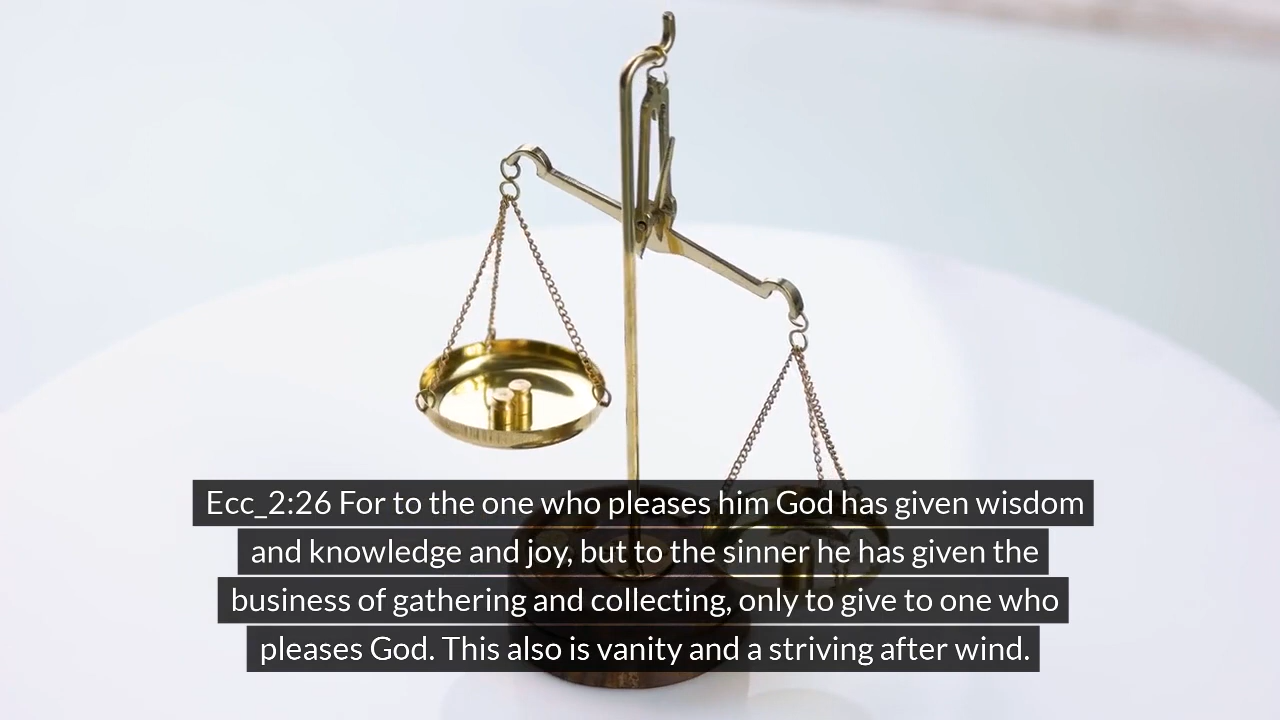 Ecc_2:26 For to the one who pleases him God has given wisdom
and knowledge and joy, but to the sinner he has given the
business of gathering and collecting, only to give to one who
pleases God. This also is vanity and a striving after wind.